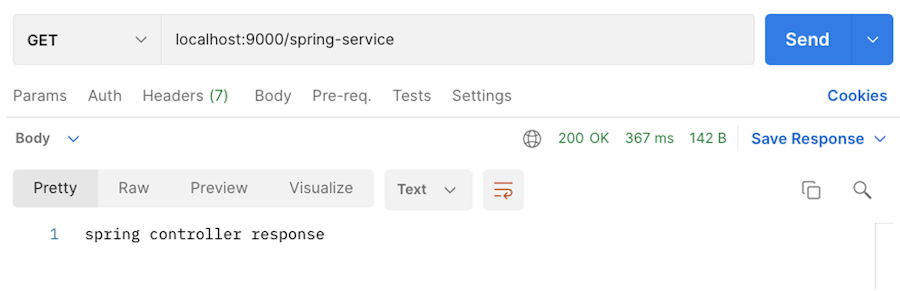 GET localhost:9000/spring-service Send
Params Auth Headers (7) Body Pre-req. Tests Settings Cookies
Body 200 OK 367 ms 142 B Save Response
Pretty Raw Preview Visualize Text
1 spring controller response